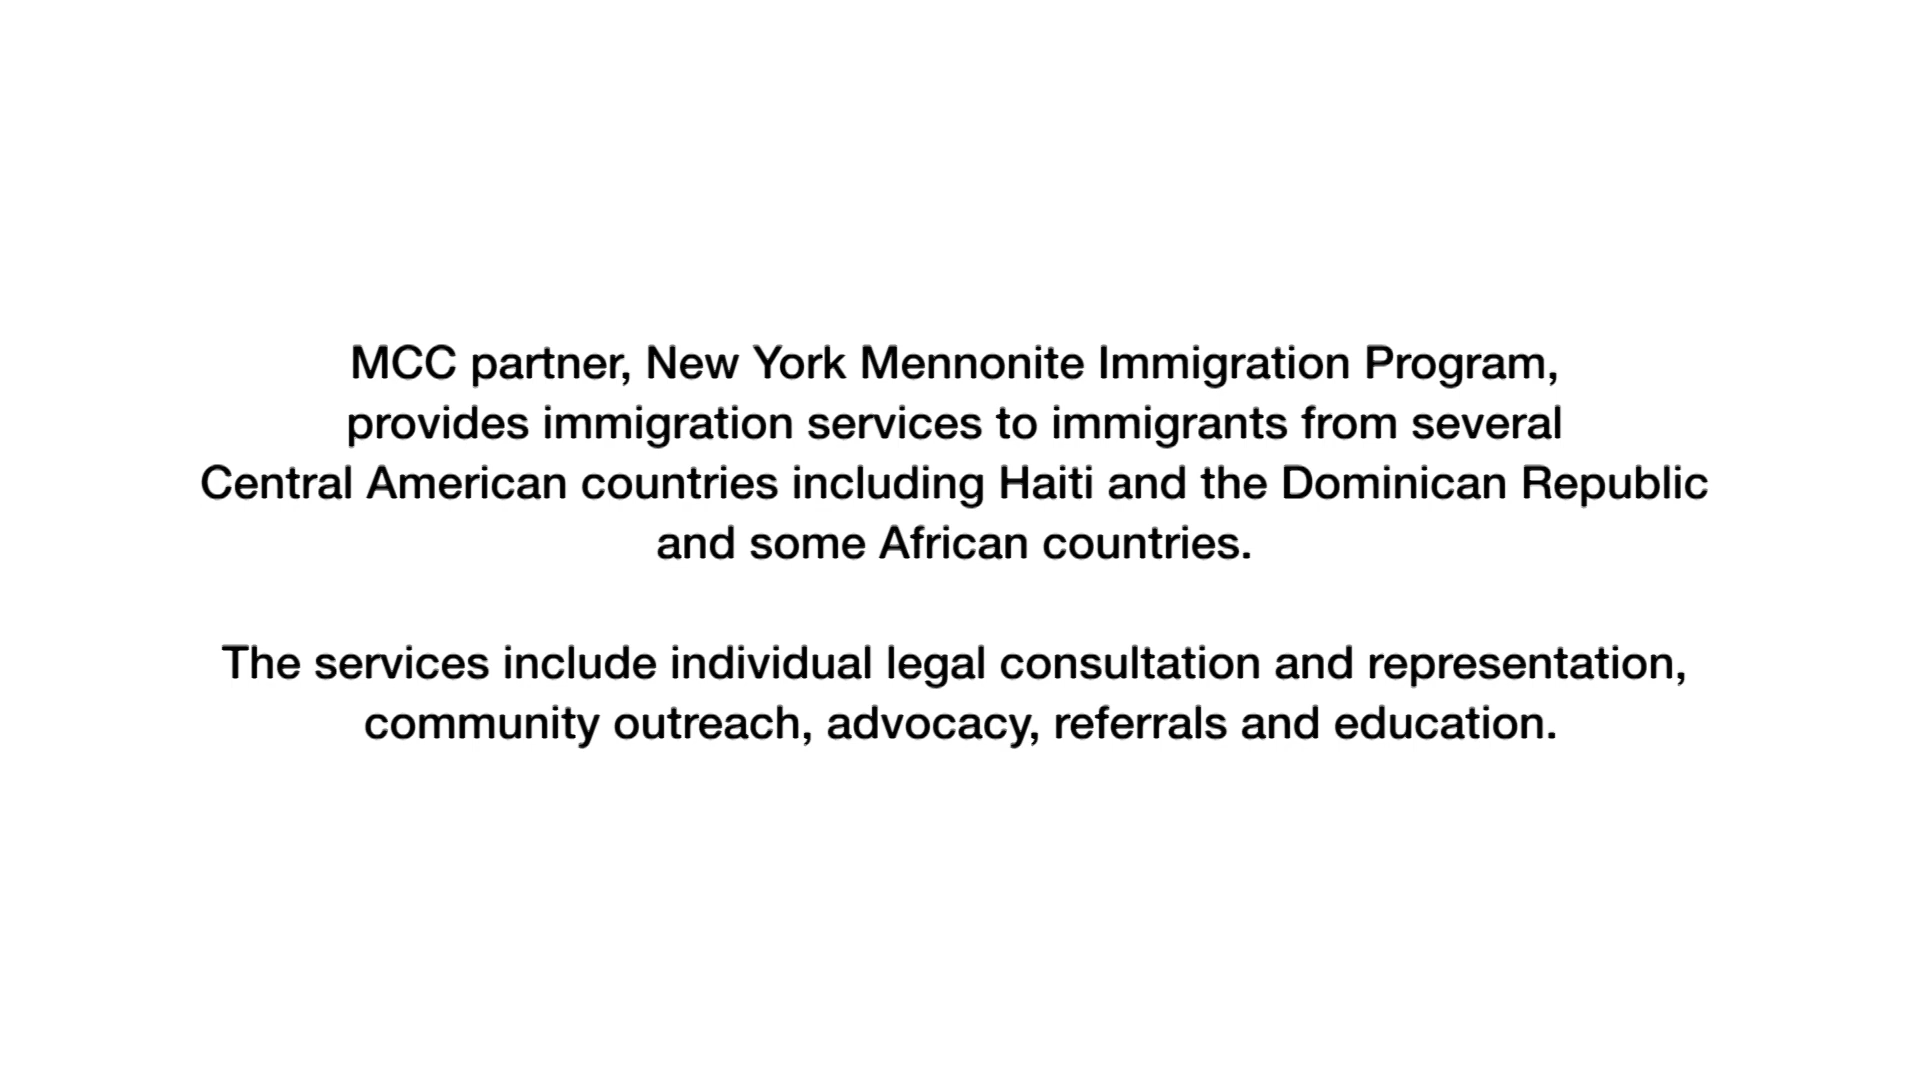 MCC partner, New York Mennonite Immigration Program,
provides immigration services to immigrants from several
Central American countries including Haiti and the Dominican Republic
and some African countries.
The services include individual legal consultation and representation,
community outreach, advocacy, referrals and education.